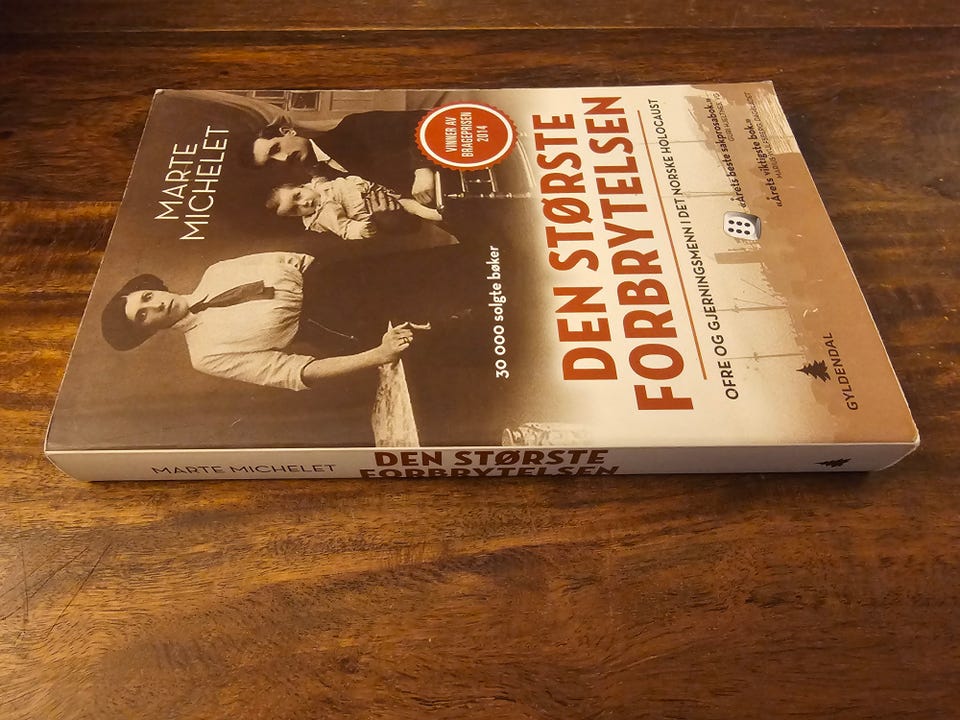 MARTE
MICHELET
VINNER AV
BRAGEPRISEN
2014
30 000 solgte bøker
DEN STØRSTE
FORBRYTELSEN
OFRE OG GJERNINGSMENN I DET NORSKE HOLOCAUST
«Årets beste sakprosabok.»
«Årets viktigste bok.»
GYLDENDAL
MARTE MICHELET
DEN STØRSTE
FORBRYTELSEN